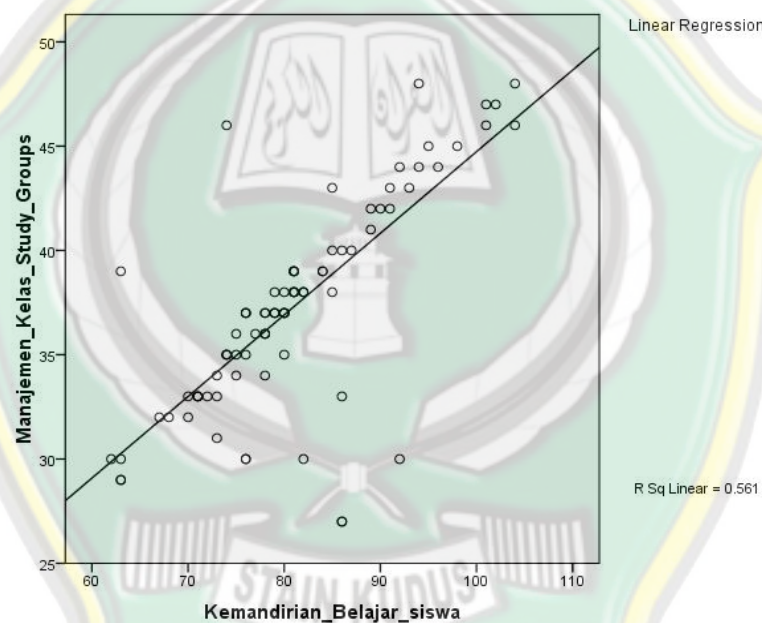 Linear Regression
Manajemen_Kelas_Study_Groups
50
45
40
35
30
25
R Sq Linear = 0.561
60 70 80 90 100 110
STAIN KUDUS
Kemandirian_Belajar_siswa